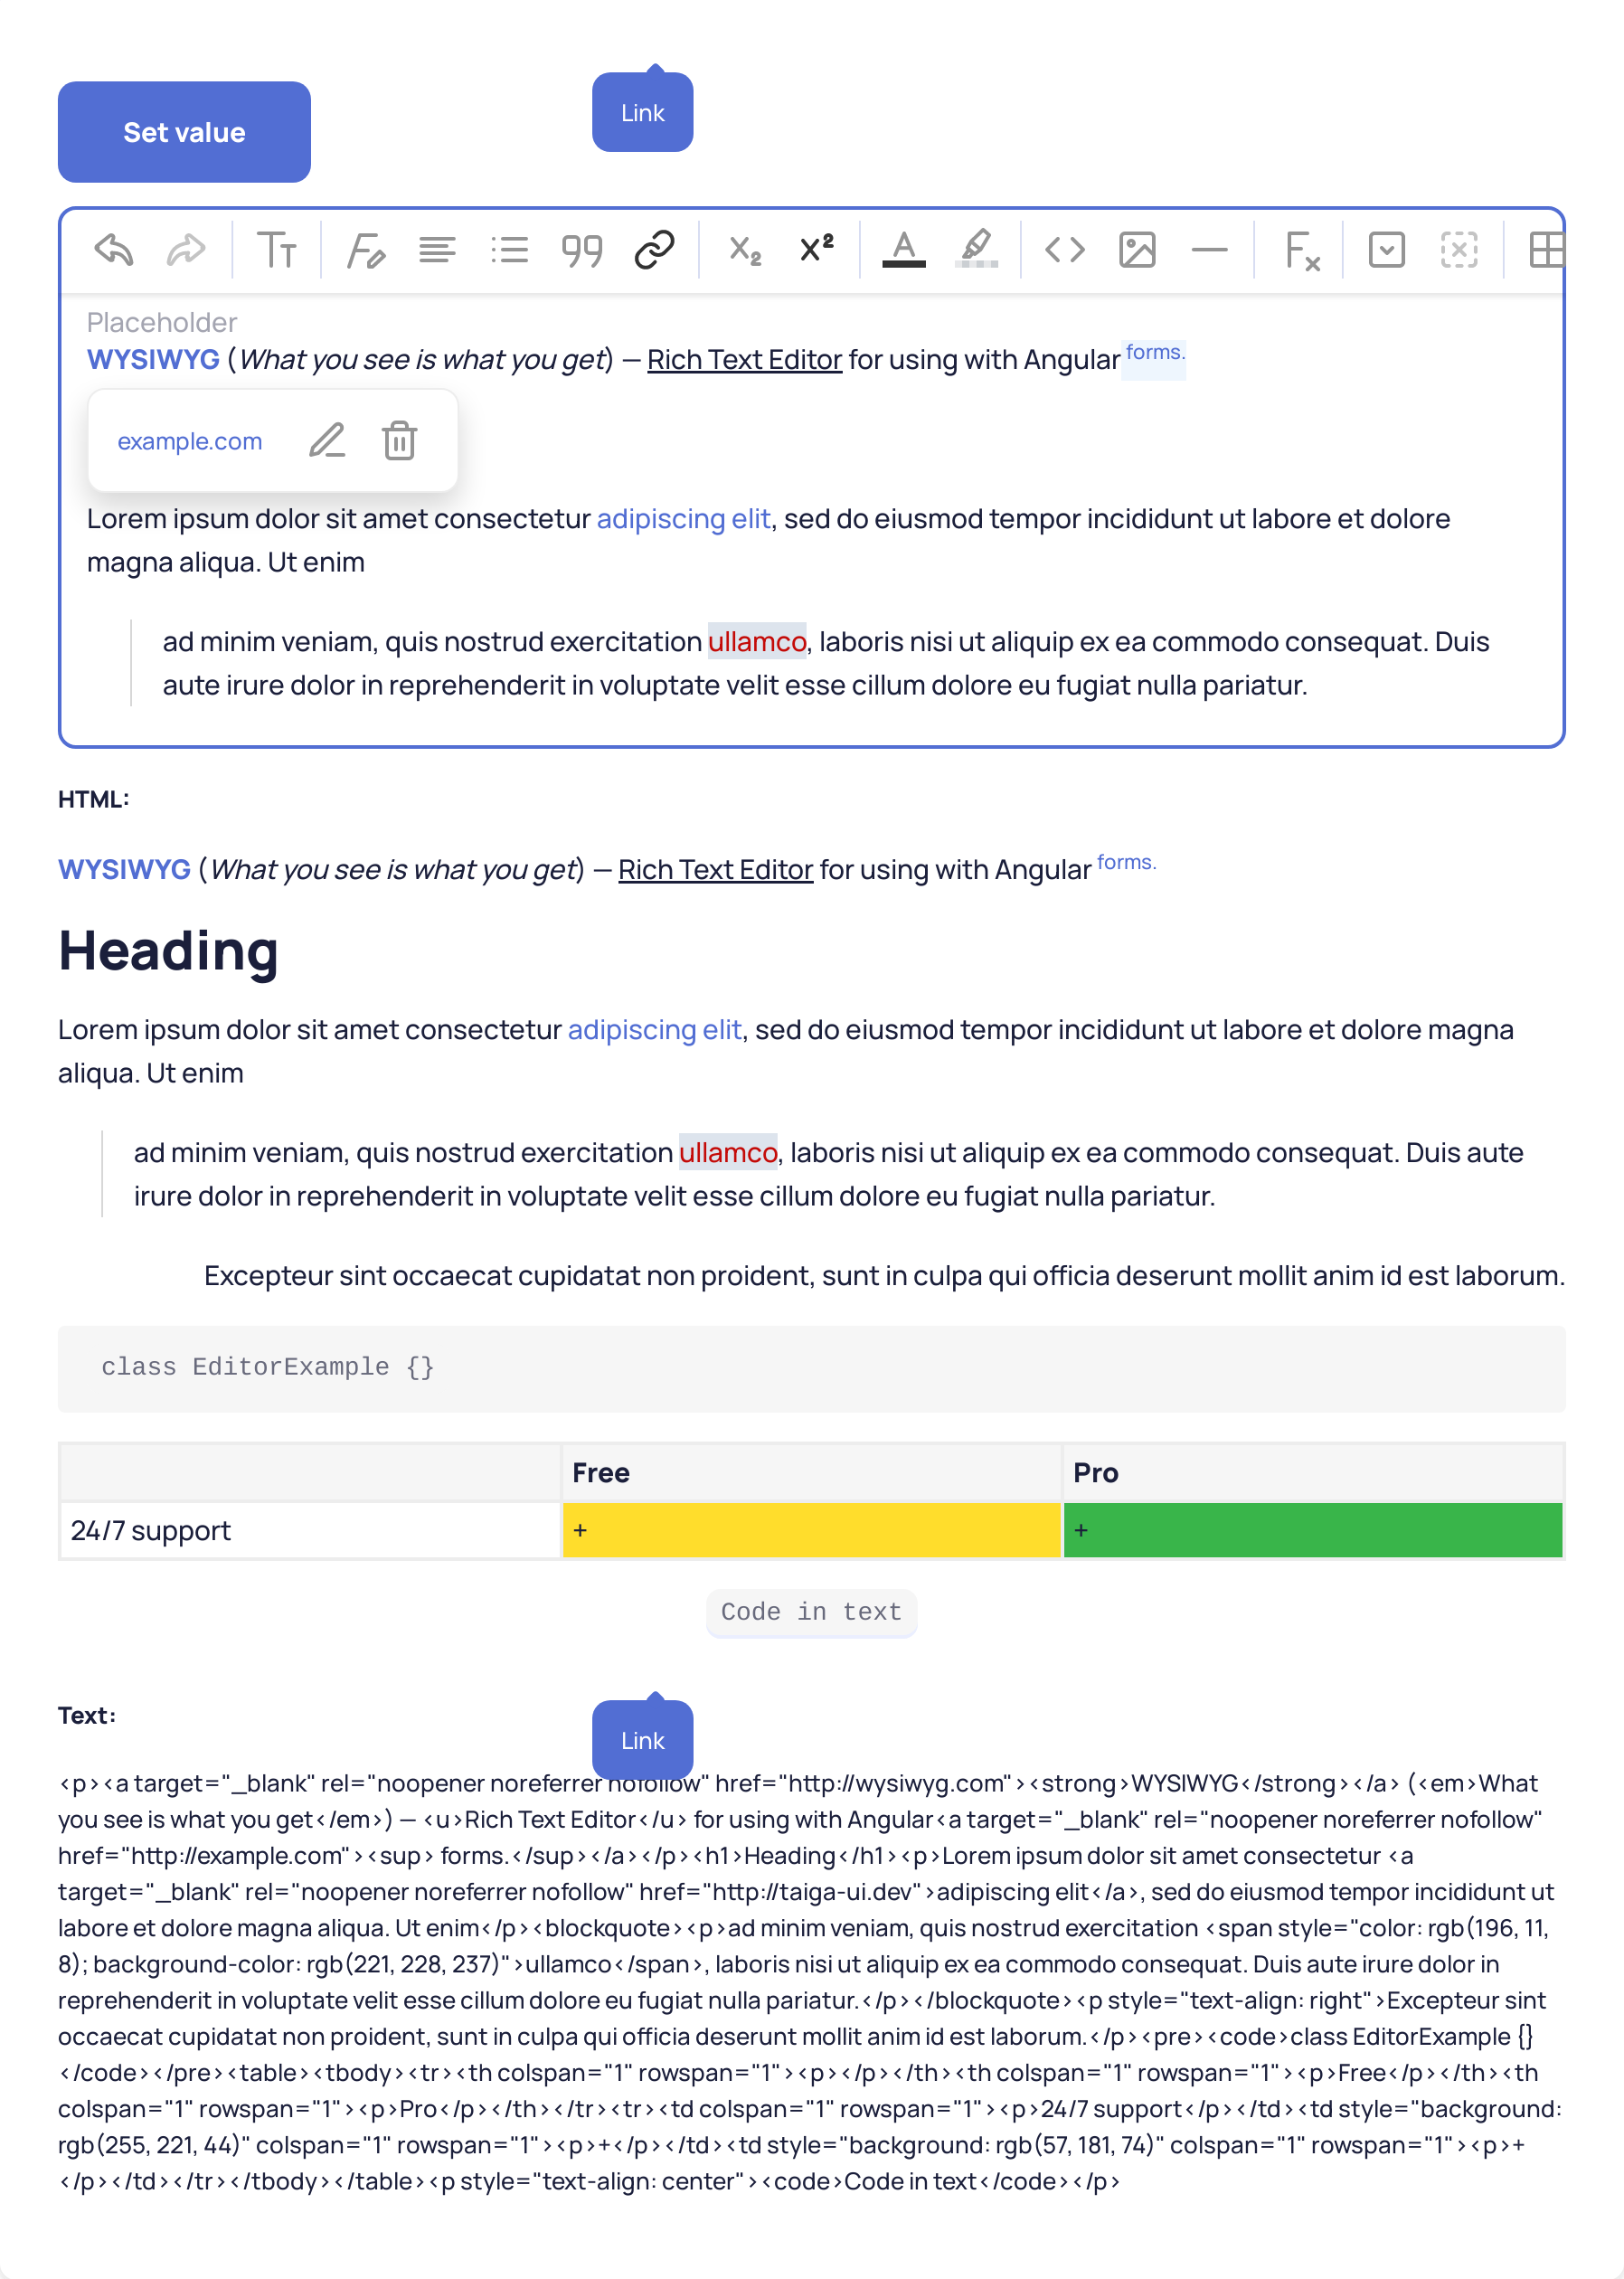 Set value
Link
Placeholder
WYSIWYG (What you see is what you get) — Rich Text Editor for using with Angular forms.
example.com
Lorem ipsum dolor sit amet consectetur adipiscing elit, sed do eiusmod tempor incididunt ut labore et dolore
magna aliqua. Ut enim
ad minim veniam, quis nostrud exercitation ullamco, laboris nisi ut aliquip ex ea commodo consequat. Duis
aute irure dolor in reprehenderit in voluptate velit esse cillum dolore eu fugiat nulla pariatur.
HTML:
WYSIWYG (What you see is what you get) — Rich Text Editor for using with Angular forms.
Heading
Lorem ipsum dolor sit amet consectetur adipiscing elit, sed do eiusmod tempor incididunt ut labore et dolore magna
aliqua. Ut enim
ad minim veniam, quis nostrud exercitation ullamco, laboris nisi ut aliquip ex ea commodo consequat. Duis aute
irure dolor in reprehenderit in voluptate velit esse cillum dolore eu fugiat nulla pariatur.
Excepteur sint occaecat cupidatat non proident, sunt in culpa qui officia deserunt mollit anim id est laborum.
class EditorExample {}
Free Pro
24/7 support + +
Code in text
Text:
Link
<p><a target="_blank" rel="noopener noreferrer nofollow" href="http://wysiwyg.com"><strong>WYSIWYG</strong></a> (<em>What
you see is what you get</em>) — <u>Rich Text Editor</u> for using with Angular<a target="_blank" rel="noopener noreferrer nofollow"
href="http://example.com"><sup> forms.</sup></a></p><h1>Heading</h1><p>Lorem ipsum dolor sit amet consectetur <a
target="_blank" rel="noopener noreferrer nofollow" href="http://taiga-ui.dev">adipiscing elit</a>, sed do eiusmod tempor incididunt ut
labore et dolore magna aliqua. Ut enim</p><blockquote><p>ad minim veniam, quis nostrud exercitation <span style="color: rgb(196, 11,
8); background-color: rgb(221, 228, 237)">ullamco</span>, laboris nisi ut aliquip ex ea commodo consequat. Duis aute irure dolor in
reprehenderit in voluptate velit esse cillum dolore eu fugiat nulla pariatur.</p></blockquote><p style="text-align: right">Excepteur sint
occaecat cupidatat non proident, sunt in culpa qui officia deserunt mollit anim id est laborum.</p><pre><code>class EditorExample {}
</code></pre><table><tbody><tr><th colspan="1" rowspan="1"><p></p></th><th colspan="1" rowspan="1"><p>Free</p></th><th
colspan="1" rowspan="1"><p>Pro</p></th></tr><tr><td colspan="1" rowspan="1"><p>24/7 support</p></td><td style="background:
rgb(255, 221, 44)" colspan="1" rowspan="1"><p>+</p></td><td style="background: rgb(57, 181, 74)" colspan="1" rowspan="1"><p>+
</p></td></tr></tbody></table><p style="text-align: center"><code>Code in text</code></p>